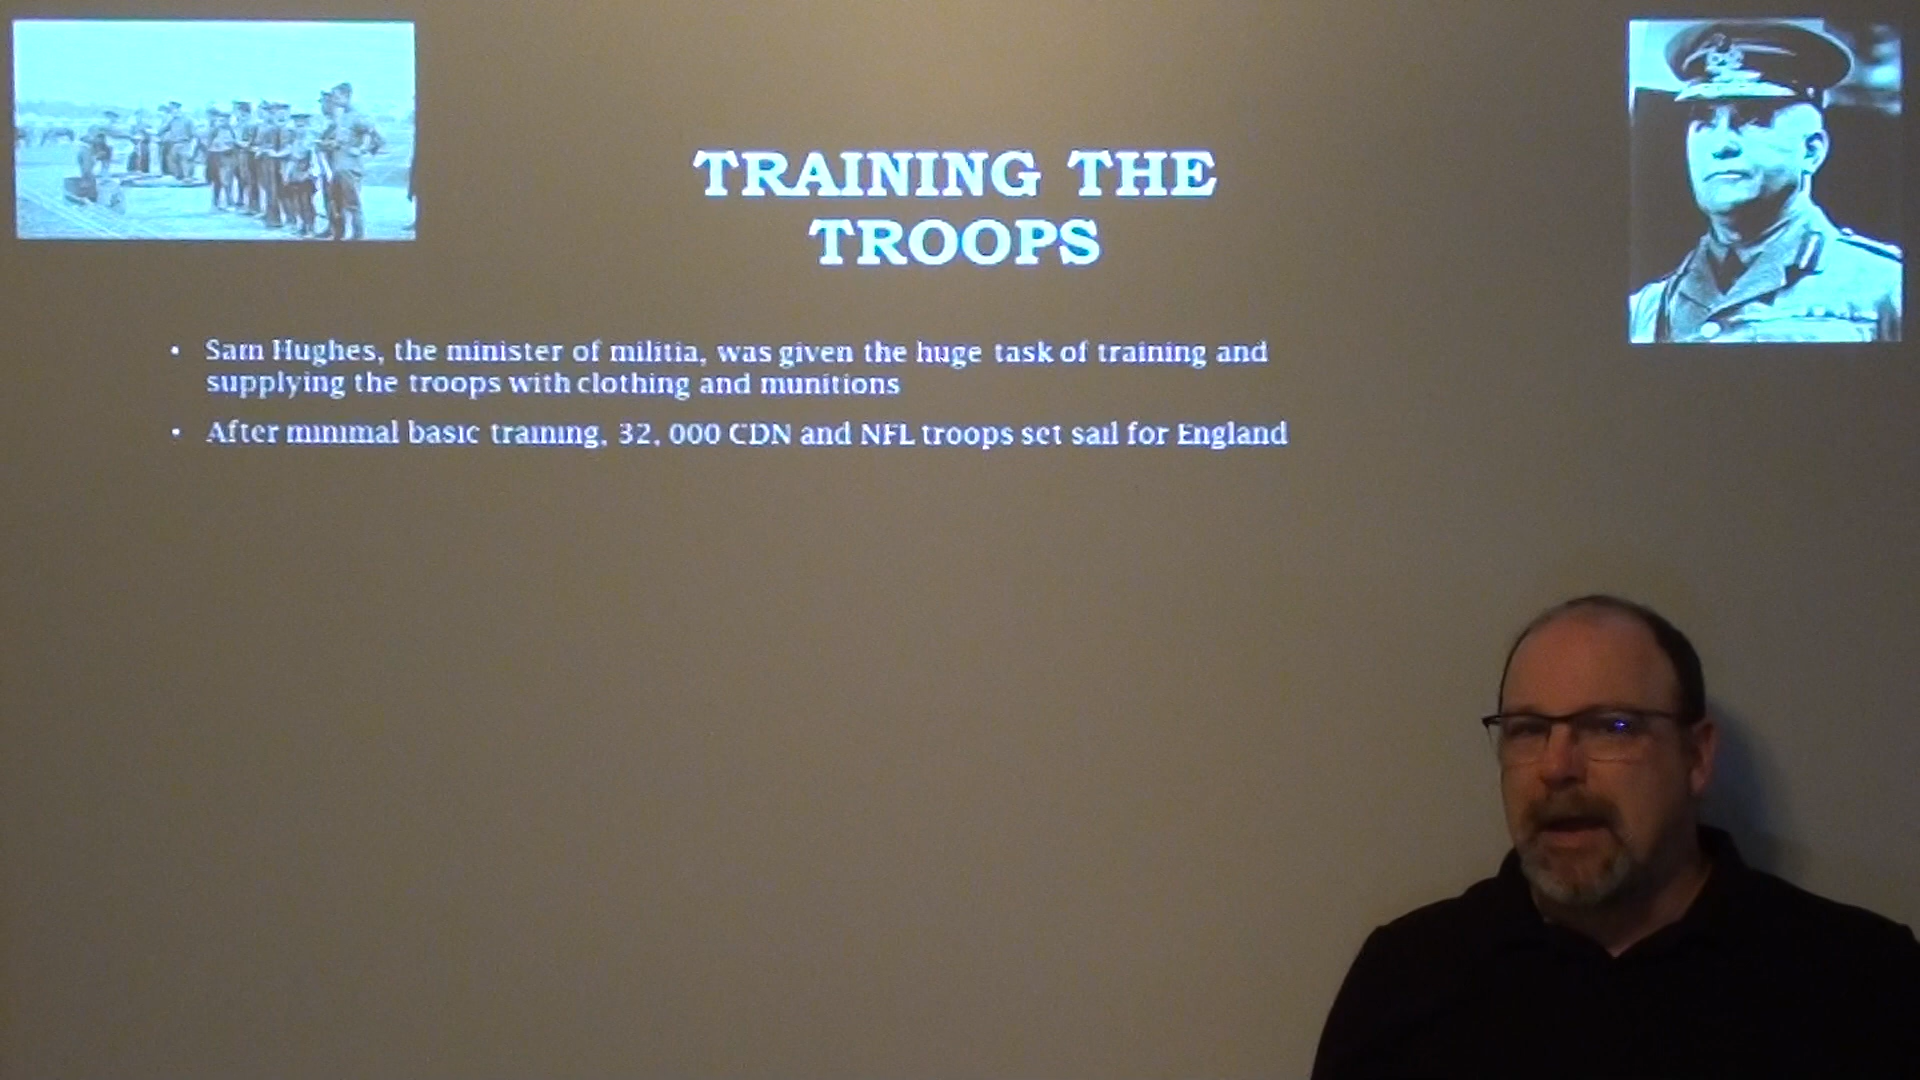 TRAINING THE
TROOPS
• Sam Hughes, the minister of militia, was given the huge task of training and
supplying the troops with clothing and munitions
• After minimal basic training, 32, 000 CDN and NFL troops set sail for England